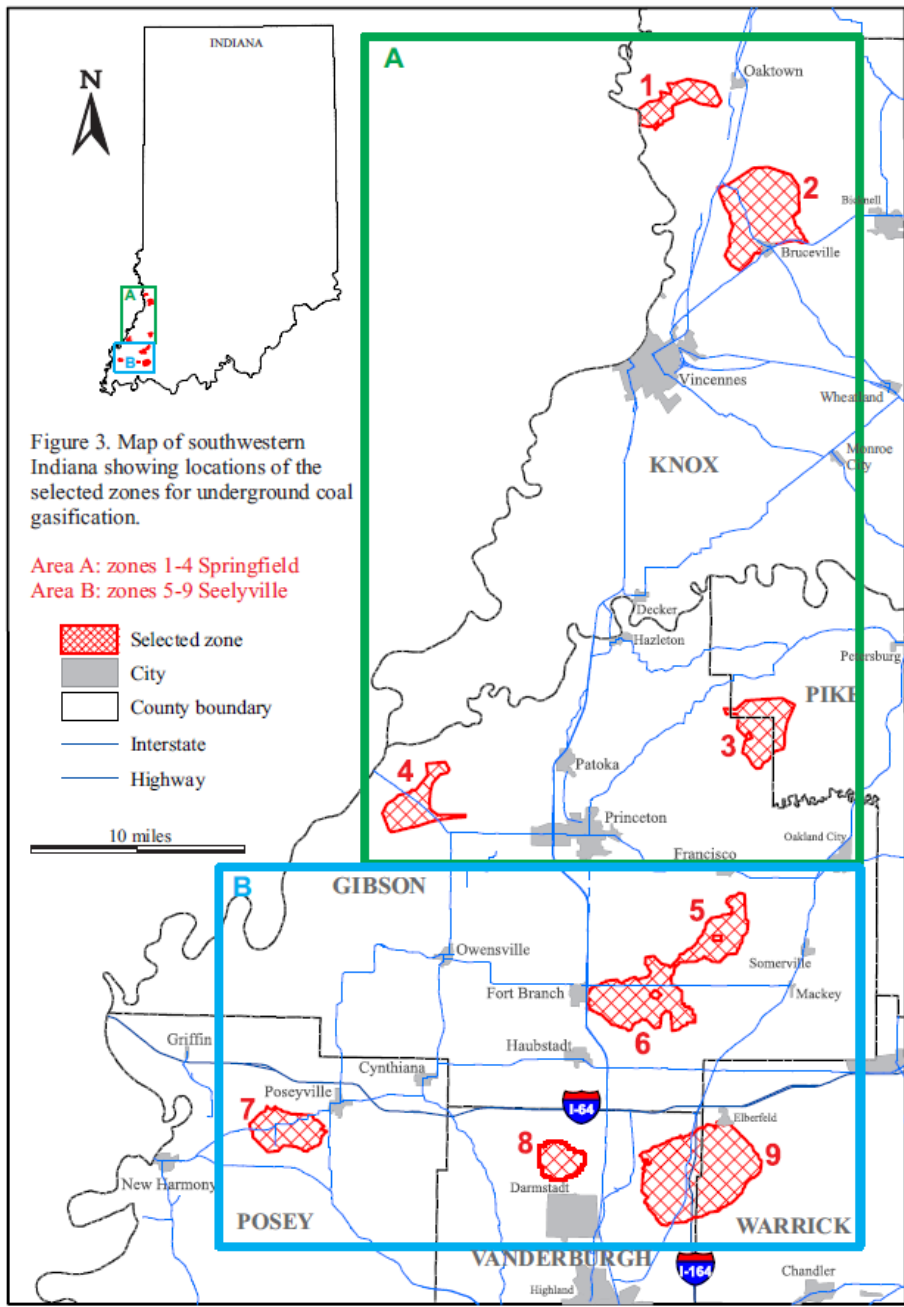 INDIANA
N
A
B
Figure 3. Map of southwestern
Indiana showing locations of the
selected zones for underground coal
gasification.
Area A: zones 1-4 Springfield
Area B: zones 5-9 Seelyville
Selected zone
City
County boundary
Interstate
Highway
10 miles
A
1
Oaktown
2
Bicknell
Bruceville
Vincennes
Wheatland
Monroe
City
KNOX
Decker
Hazleton
Petersburg
PIKE
3
Patoka
4
Princeton
Oakland City
Francisco
B
GIBSON
5
Owensville
Somerville
Fort Branch
Mackey
6
Griffin
Haubstadt
Cynthiana
Poseyville
I-64
7
Elberfeld
8
9
New Harmony
Darmstadt
POSEY
WARRICK
VANDERBURGH
I-164
Highland
Chandler